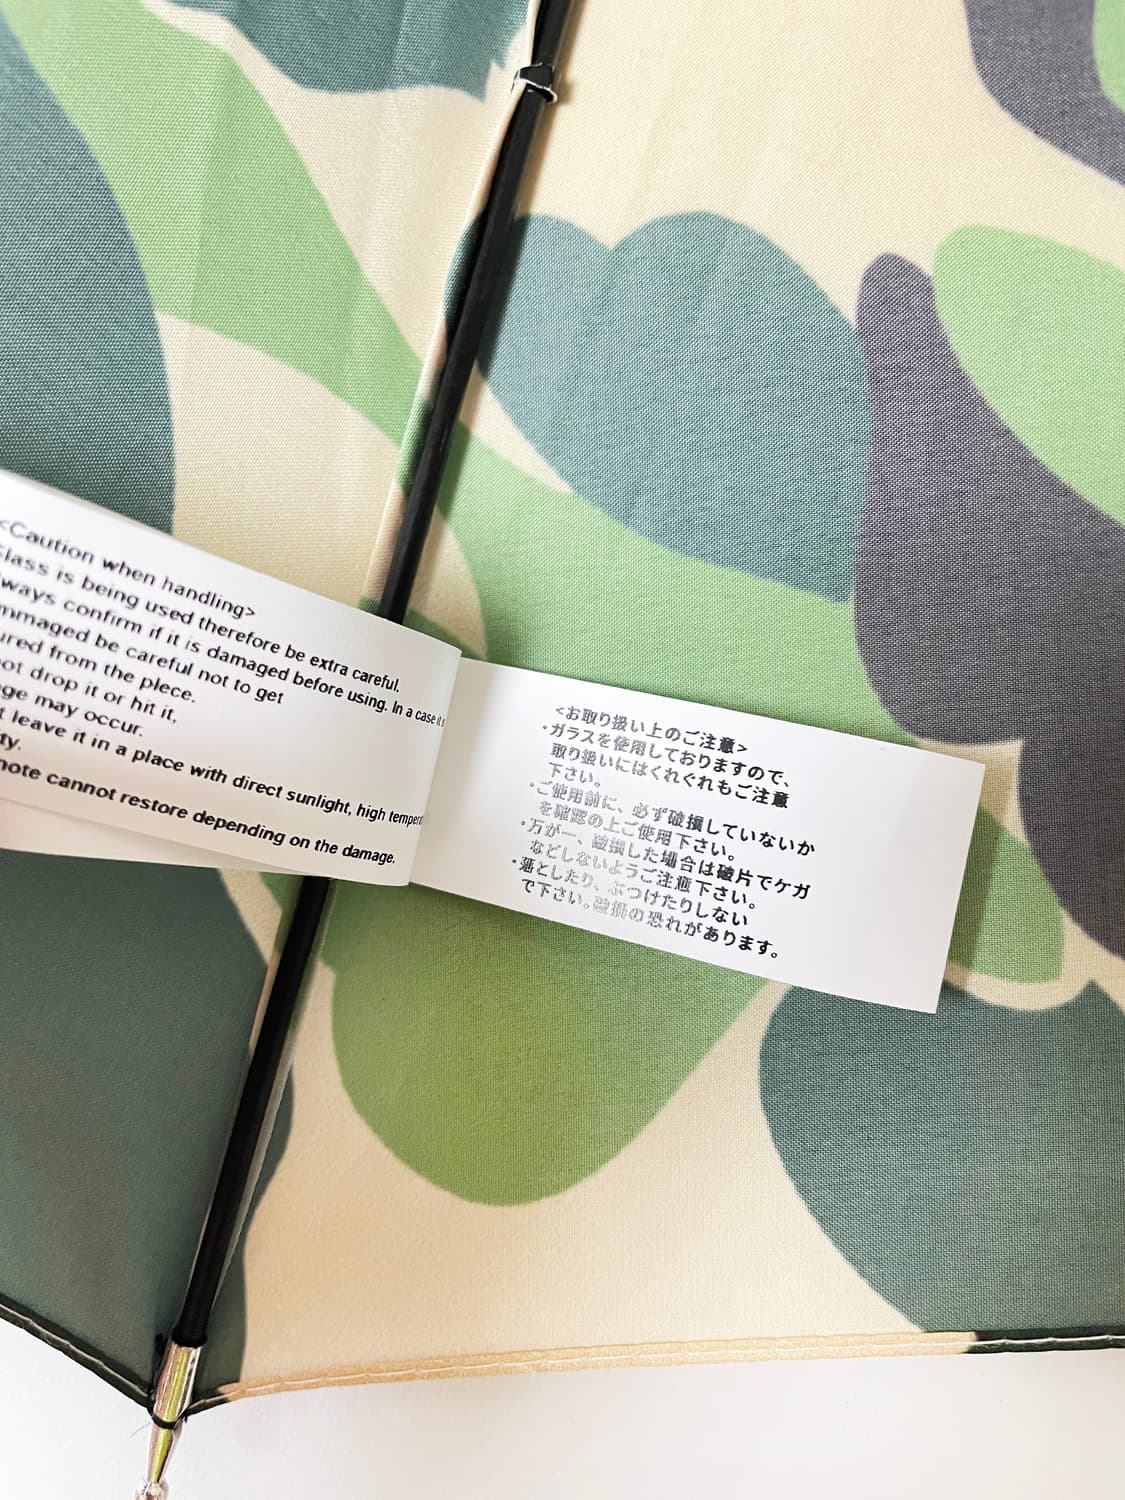 <Caution when handling>
lass is being used therefore be extra careful.
ways confirm if it is damaged before using. In a case it
mmaged be careful not to get
ured from the plece.
not drop it or hit it,
ge may occur.
t leave it in a place with direct sunlight, high temper
ty.
note cannot restore depending on the damage.
<お取り扱い上のご注意>
・ガラスを使用しておりますので、
取り扱いにはくれぐれもご注意
下さい。
・ご使用前に、必ず破損していないか
を確認の上ご使用下さい。
・万が一、破損した場合は破片でケガ
などしないようご注意下さい。
・落としたり、ぶつけたりしない
で下さい。破損の恐れがあります。